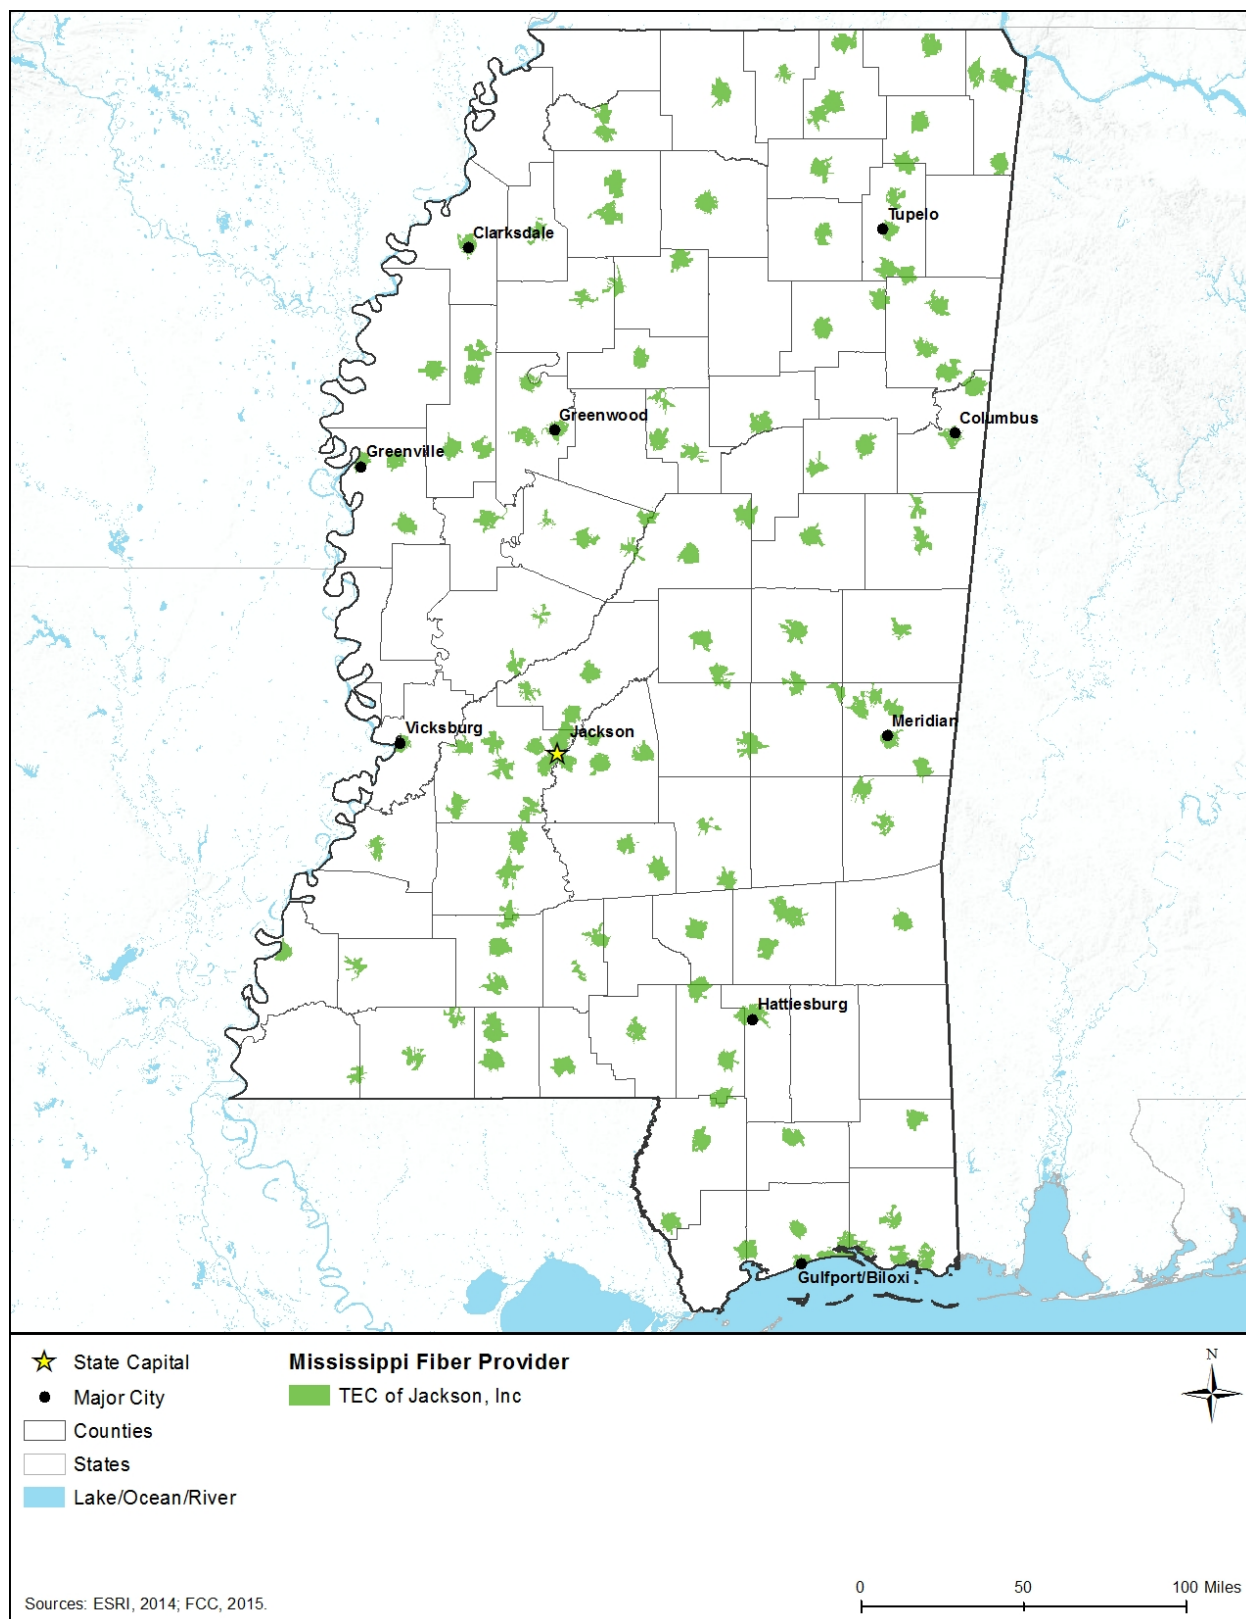 Tupelo
Clarksdale
Greenwood
Columbus
Greenville
Meridian
Vicksburg
Jackson
Hattiesburg
Gulfport/Biloxi
State Capital
Major City
Counties
States
Lake/Ocean/River
Mississippi Fiber Provider
TEC of Jackson, Inc
N
Sources: ESRI, 2014; FCC, 2015.
0 50 100 Miles